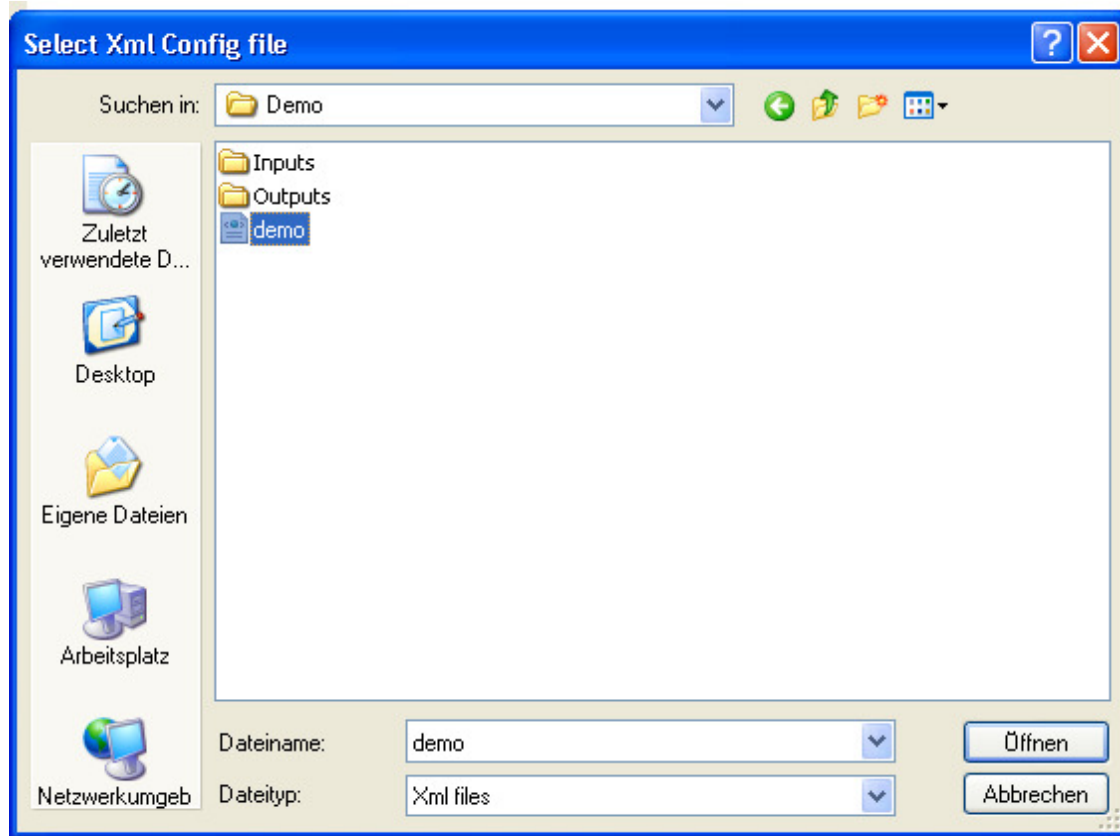 Select Xml Config file
Suchen in:
Demo
Inputs
Outputs
demo
Zuletzt
verwendete D...
Desktop
Eigene Dateien
Arbeitsplatz
Netzwerkumgeb
Dateiname:
demo
Öffnen
Dateityp:
Xml files
Abbrechen